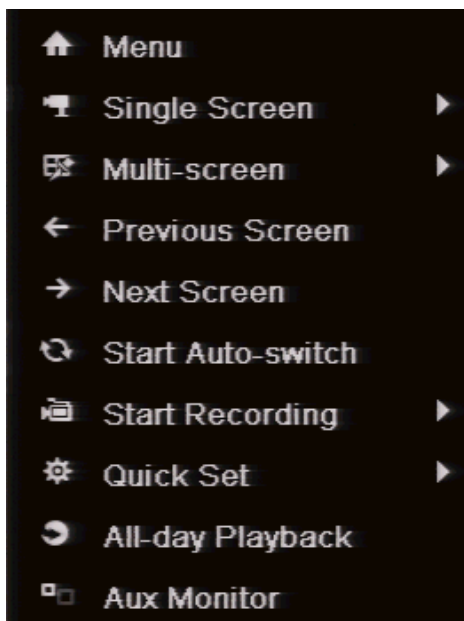 Menu
Single Screen
Multi-screen
Previous Screen
Next Screen
Start Auto-switch
Start Recording
Quick Set
All-day Playback
Aux Monitor